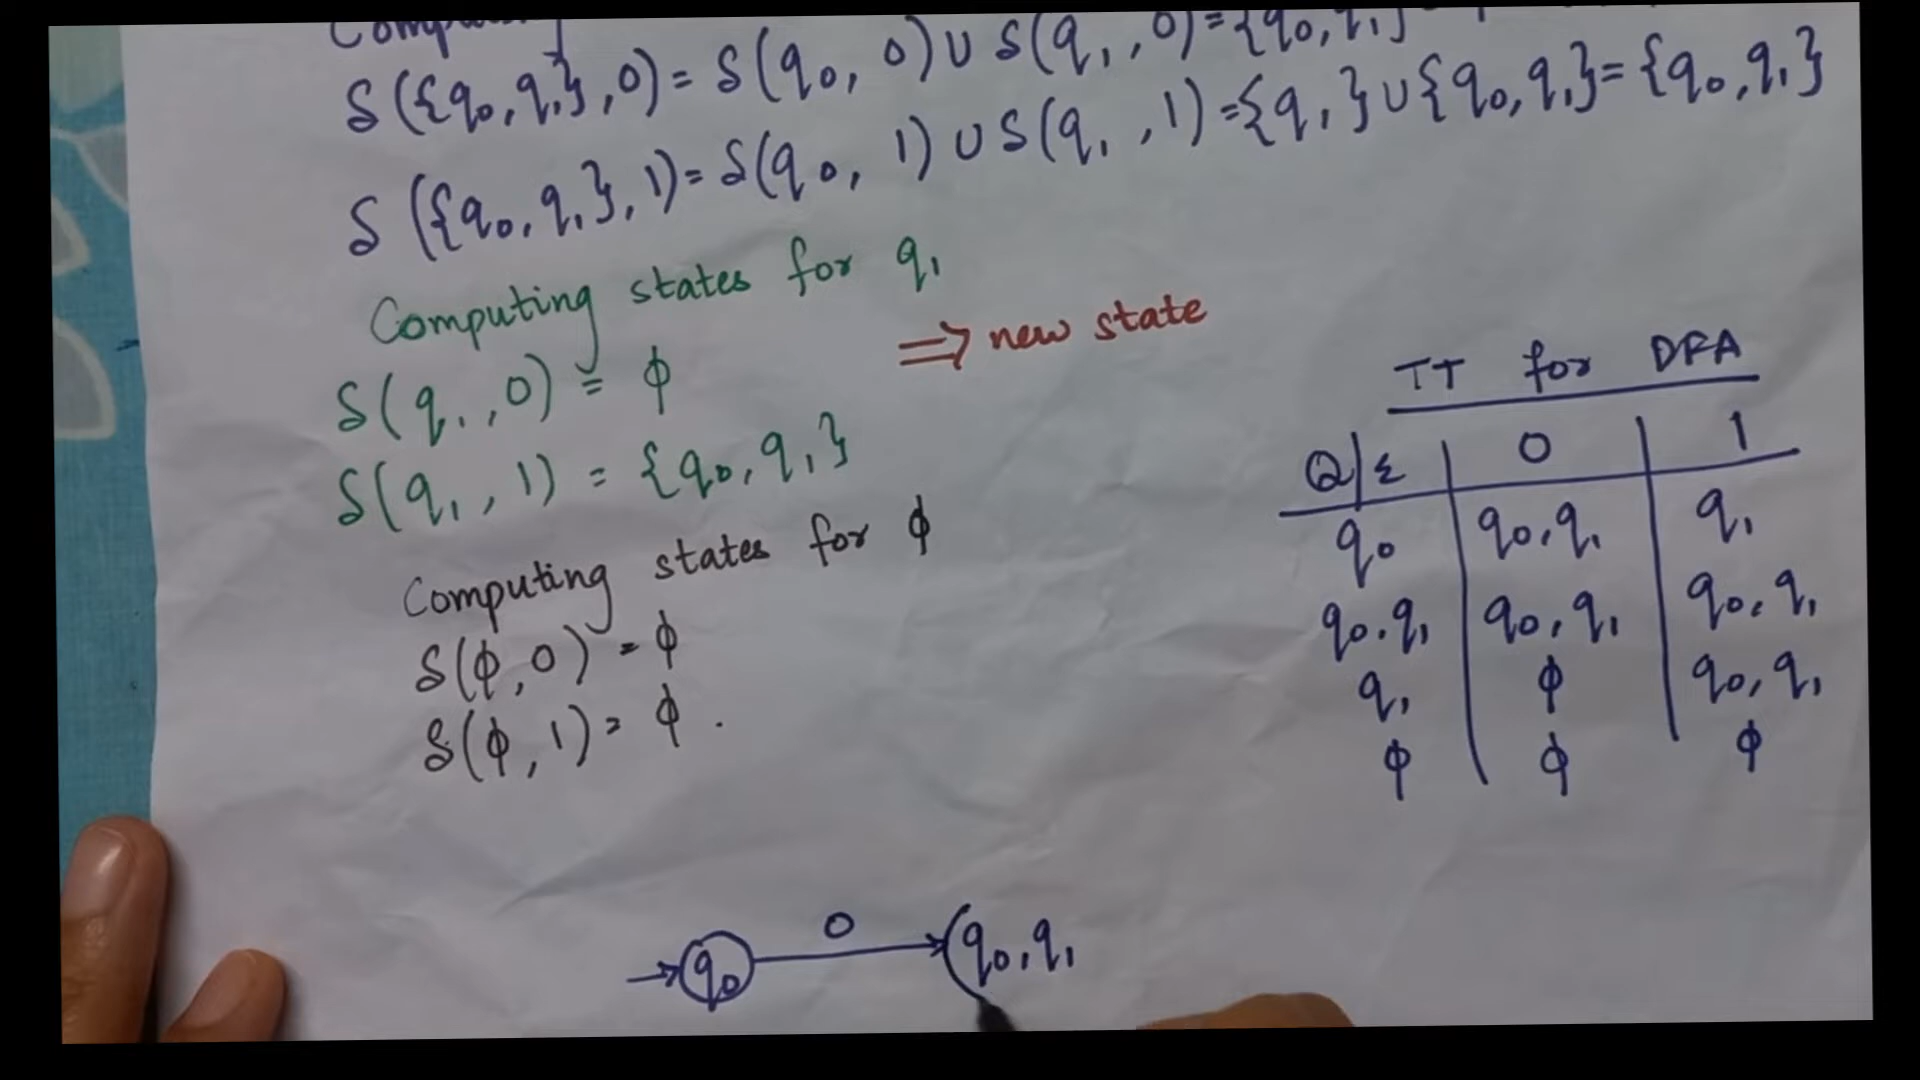 δ({q₀,q₁},0)= δ(q₀, 0)∪ δ(q₁,0)={q₀,q₁}
δ({q₀,q₁},1)= δ(q₀, 1)∪δ(q₁,1)={q₁}∪{q₀,q₁}={q₀,q₁}
Computing states for q₁
⇒ new state
δ(q₁,0) = ϕ
δ(q₁,1) = {q₀,q₁}
Computing states for ϕ
δ(ϕ,0) = ϕ
δ(ϕ,1) = ϕ .
TT for DFA
Q/Σ 0 1
q₀ q₀,q₁ q₁
q₀,q₁ q₀,q₁ q₀,q₁
q₁ ϕ q₀,q₁
ϕ ϕ ϕ
0
q₀ q₀,q₁